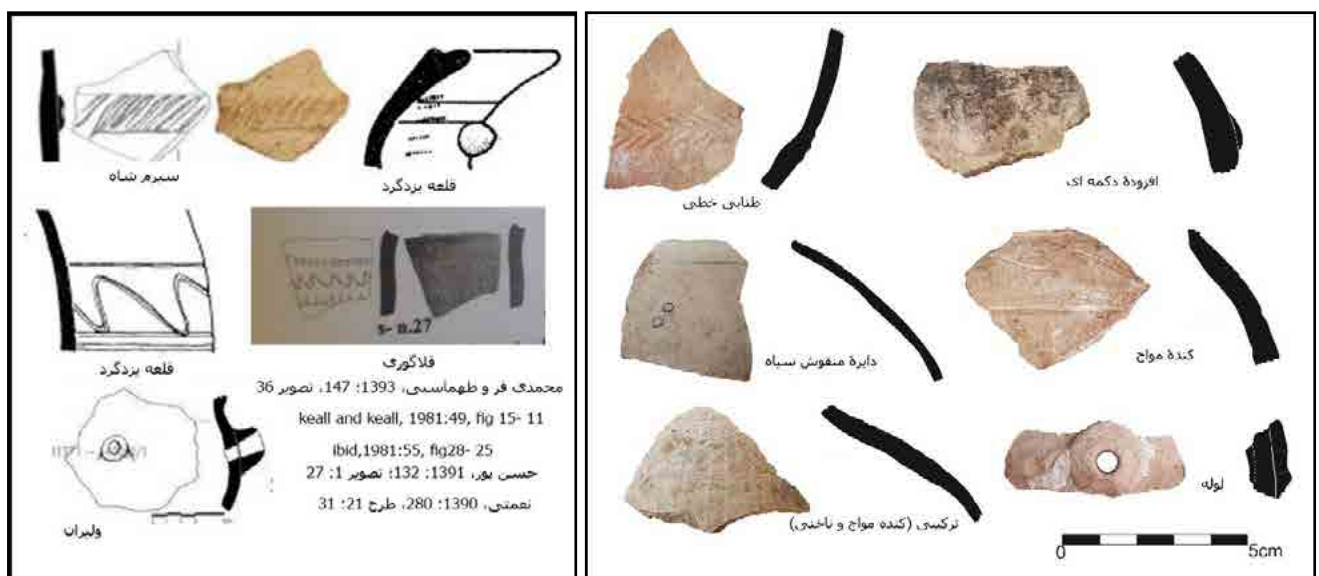 سیرم شاه
قلعه یزدگرد
s- n.27
قلاگوری
قلعه یزدگرد
محمدی فر و طهماسبی، 1393: 147، تصویر 36
keall and keall, 1981:49, fig 15- 11
ibid,1981:55, fig28- 25
حسن پور، 1391: 132؛ تصویر 1: 27
نعمتی، 1390: 280، طرح 21: 31
ولیران
طنابی خطی
افزودهٔ دکمه ای
دایرهٔ منقوش سیاه
کندهٔ مواج
ترکیبی (کنده مواج و ناخنی)
لوله
0 5cm